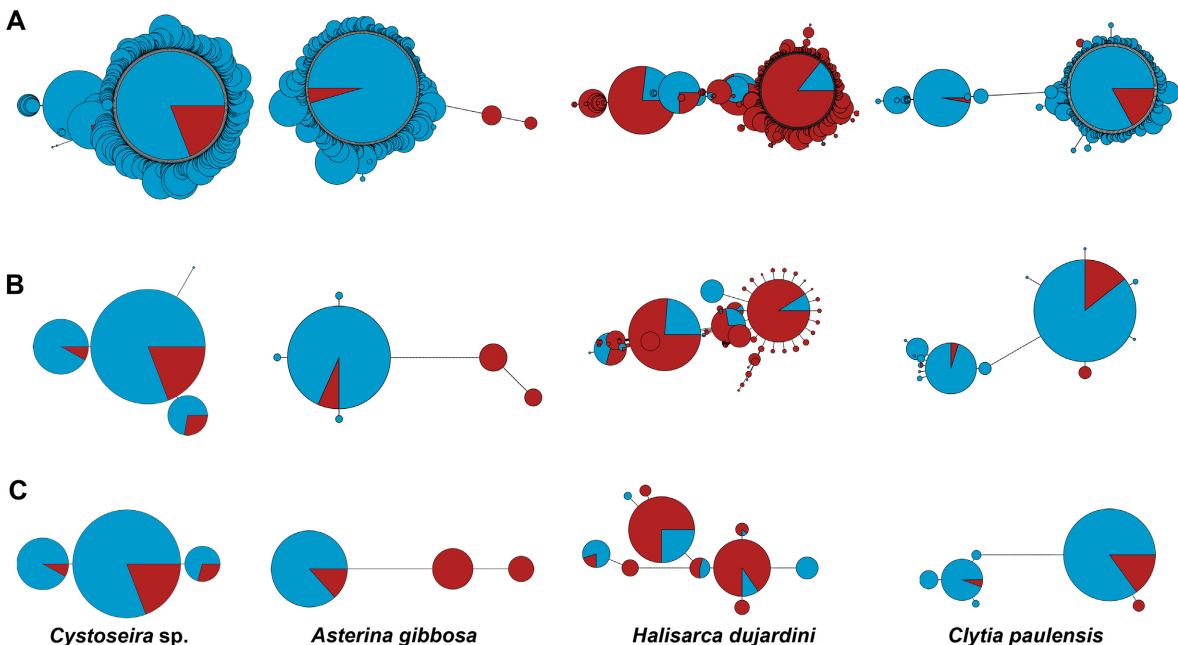 A
B
C
Cystoseira sp. Asterina gibbosa Halisarca dujardini Clytia paulensis